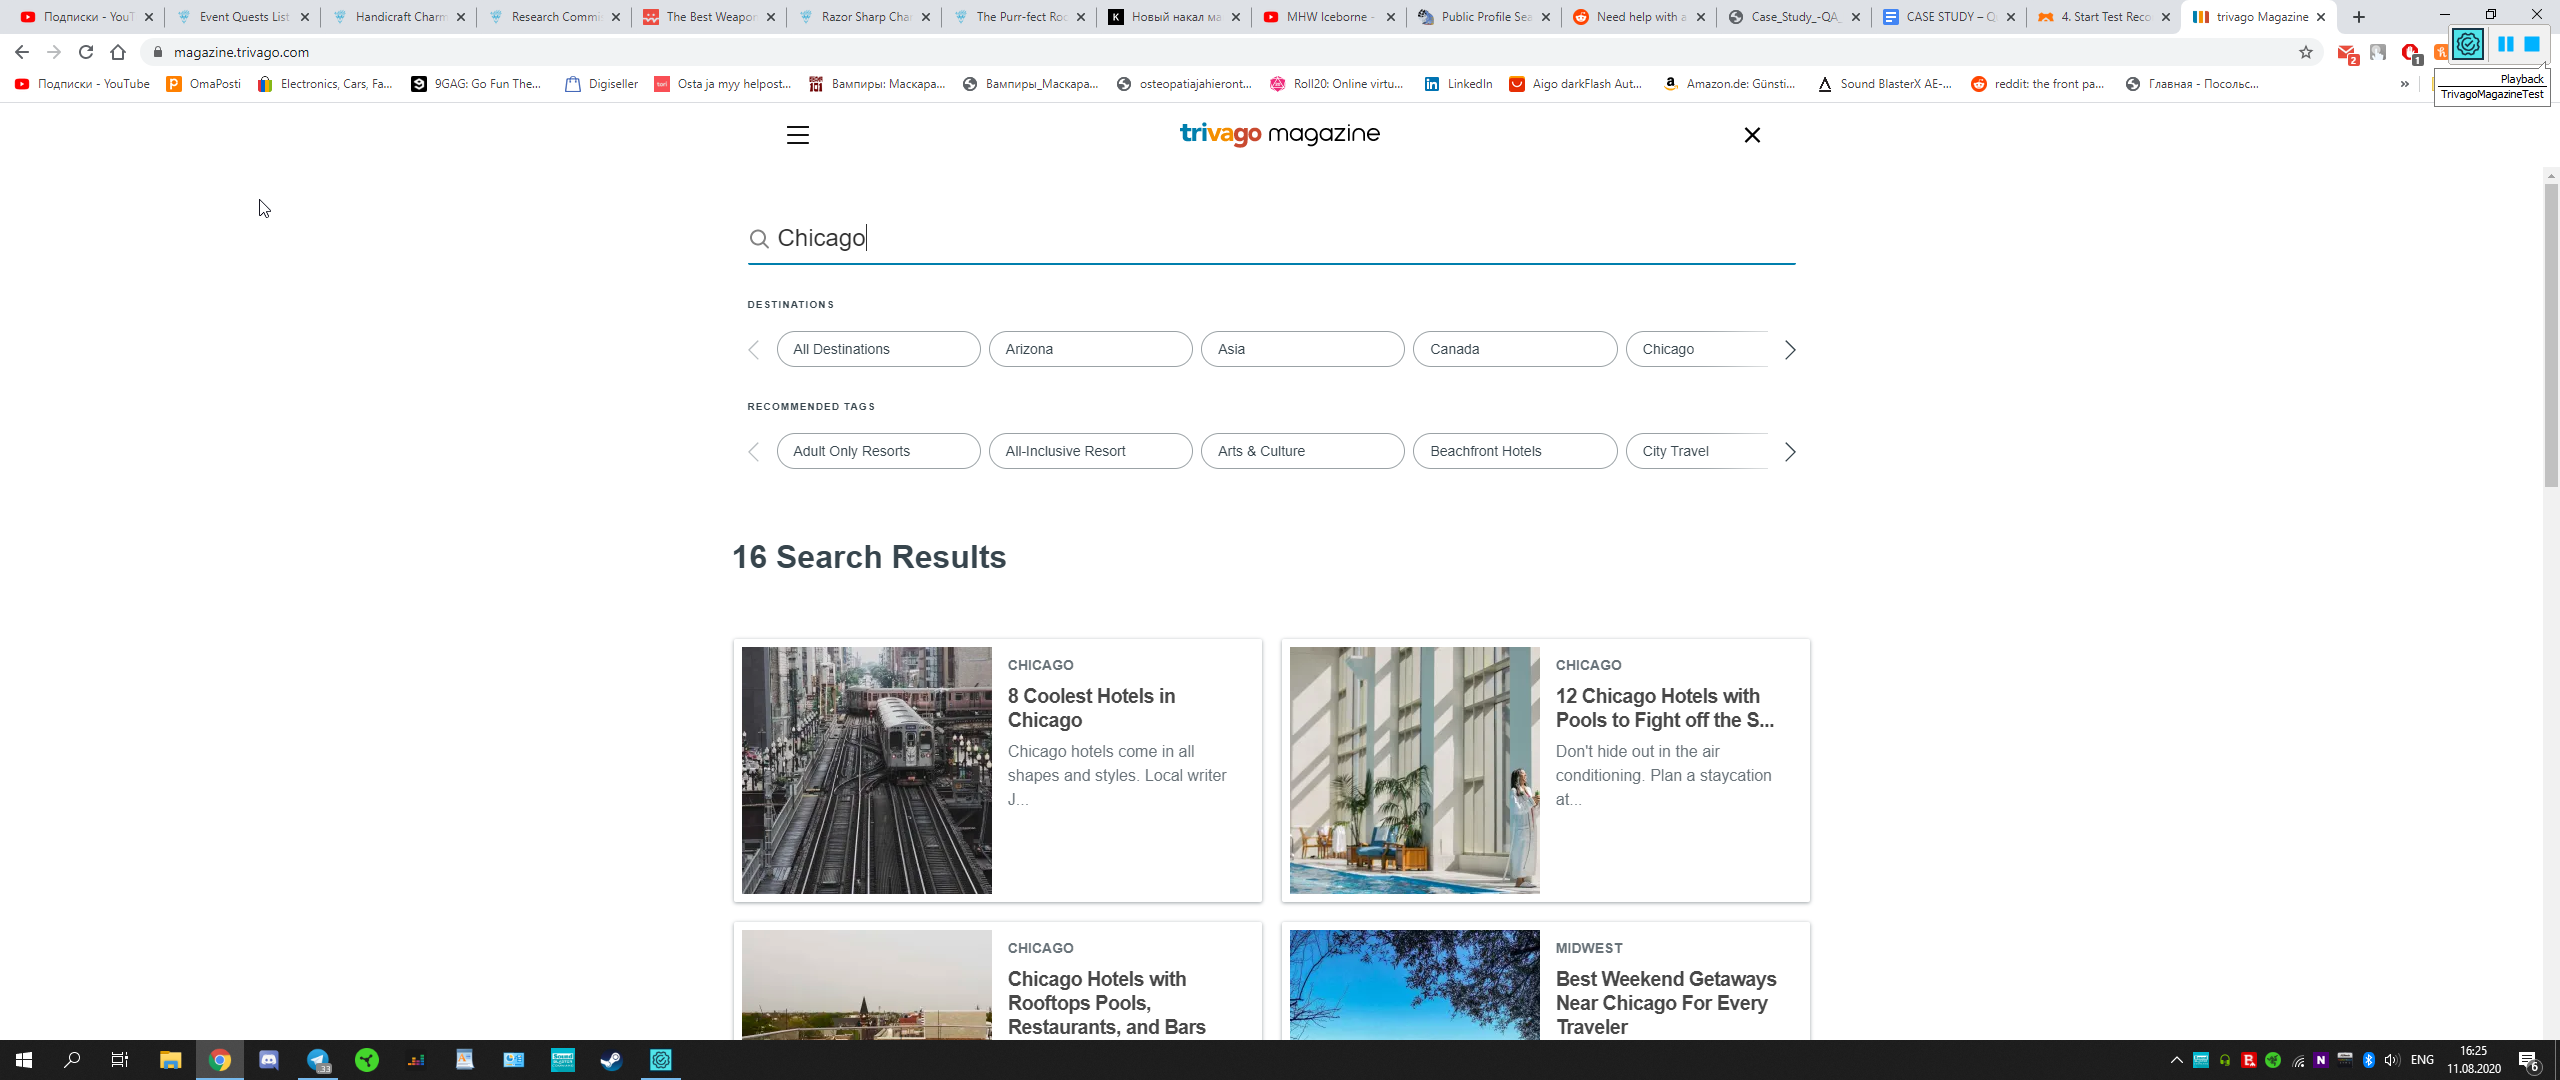 Подписки - YouT
Event Quests List
Handicraft Charm
Research Commis
The Best Weapon
Razor Sharp Char
The Purr-fect Roo
Новый накал ма
MHW Iceborne -
Public Profile Sea
Need help with a
Case_Study_-QA_
CASE STUDY – Q
4. Start Test Reco
trivago Magazine
magazine.trivago.com
2
1
Playback
TrivagoMagazineTest
Подписки - YouTube
OmaPosti
Electronics, Cars, Fa...
9GAG: Go Fun The...
Digiseller
Osta ja myy helpost...
Вампиры: Маскара...
Вампиры_Маскара...
osteopatiajahieront...
Roll20: Online virtu...
LinkedIn
Aigo darkFlash Aut...
Amazon.de: Günsti...
Sound BlasterX AE-...
reddit: the front pa...
Главная - Посольс...
»
trivago magazine
Chicago
DESTINATIONS
All Destinations
Arizona
Asia
Canada
Chicago
RECOMMENDED TAGS
Adult Only Resorts
All-Inclusive Resort
Arts & Culture
Beachfront Hotels
City Travel
16 Search Results
CHICAGO
8 Coolest Hotels in
Chicago
Chicago hotels come in all
shapes and styles. Local writer
J...
CHICAGO
12 Chicago Hotels with
Pools to Fight off the S...
Don't hide out in the air
conditioning. Plan a staycation
at...
CHICAGO
Chicago Hotels with
Rooftops Pools,
Restaurants, and Bars
MIDWEST
Best Weekend Getaways
Near Chicago For Every
Traveler
33
ENG
16:25
11.08.2020
6